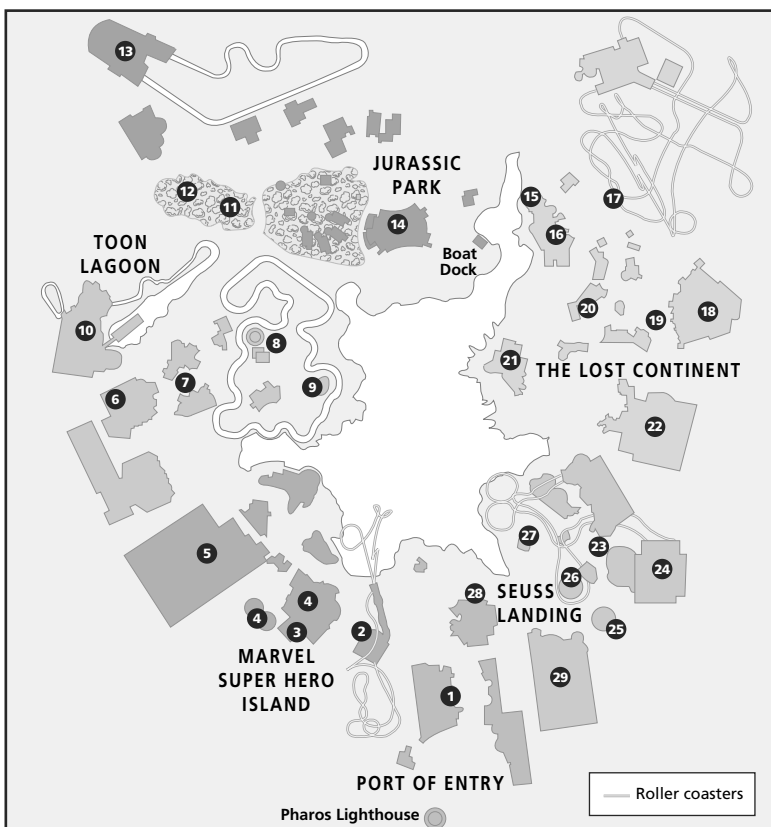 13
JURASSIC
PARK
12
11
14
15
16
17
Boat
Dock
TOON
LAGOON
10
8
20
19
18
21
THE LOST CONTINENT
7
9
6
22
5
27
23
24
4
4
3
2
28
26
SEUSS
LANDING
25
MARVEL
SUPER HERO
ISLAND
1
29
PORT OF ENTRY
Roller coasters
Pharos Lighthouse